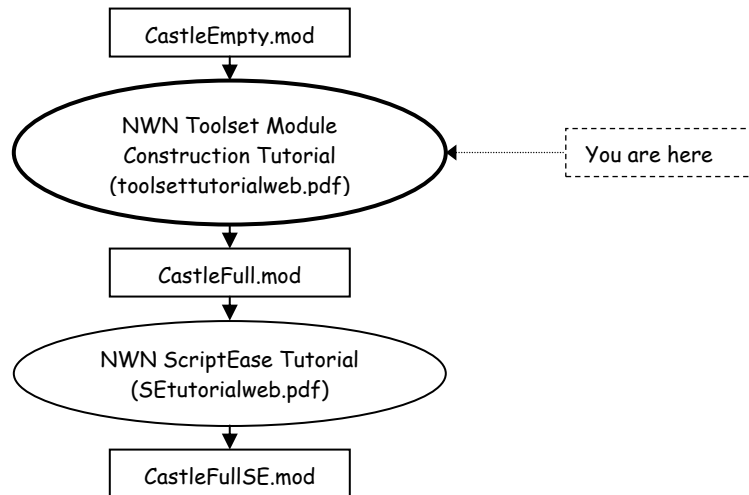 CastleEmpty.mod
NWN Toolset Module
Construction Tutorial
(toolsettutorialweb.pdf)
You are here
CastleFull.mod
NWN ScriptEase Tutorial
(SEtutorialweb.pdf)
CastleFullSE.mod